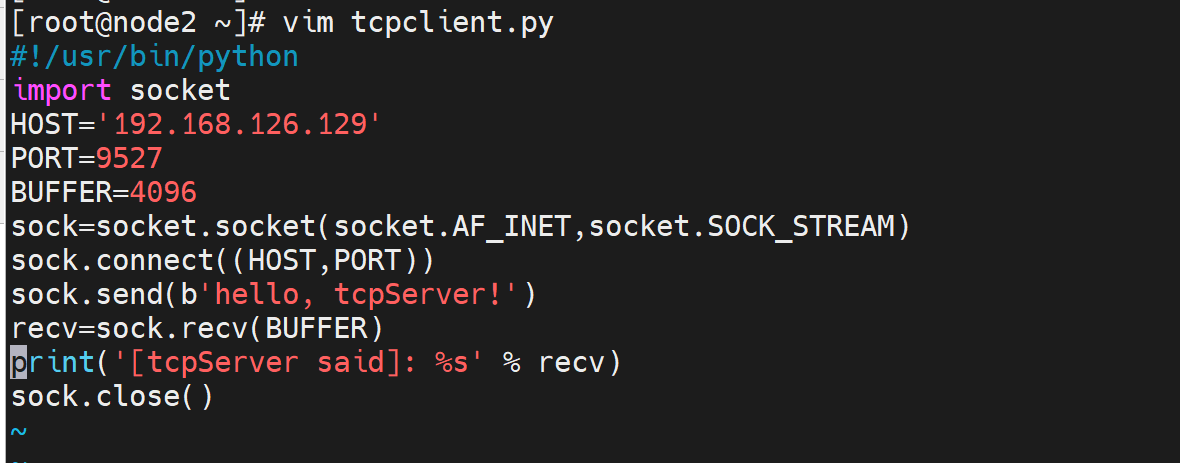 [root@node2 ~]# vim tcpclient.py
#!/usr/bin/python
import socket
HOST='192.168.126.129'
PORT=9527
BUFFER=4096
sock=socket.socket(socket.AF_INET,socket.SOCK_STREAM)
sock.connect((HOST,PORT))
sock.send(b'hello, tcpServer!')
recv=sock.recv(BUFFER)
print('[tcpServer said]: %s' % recv)
sock.close()
~